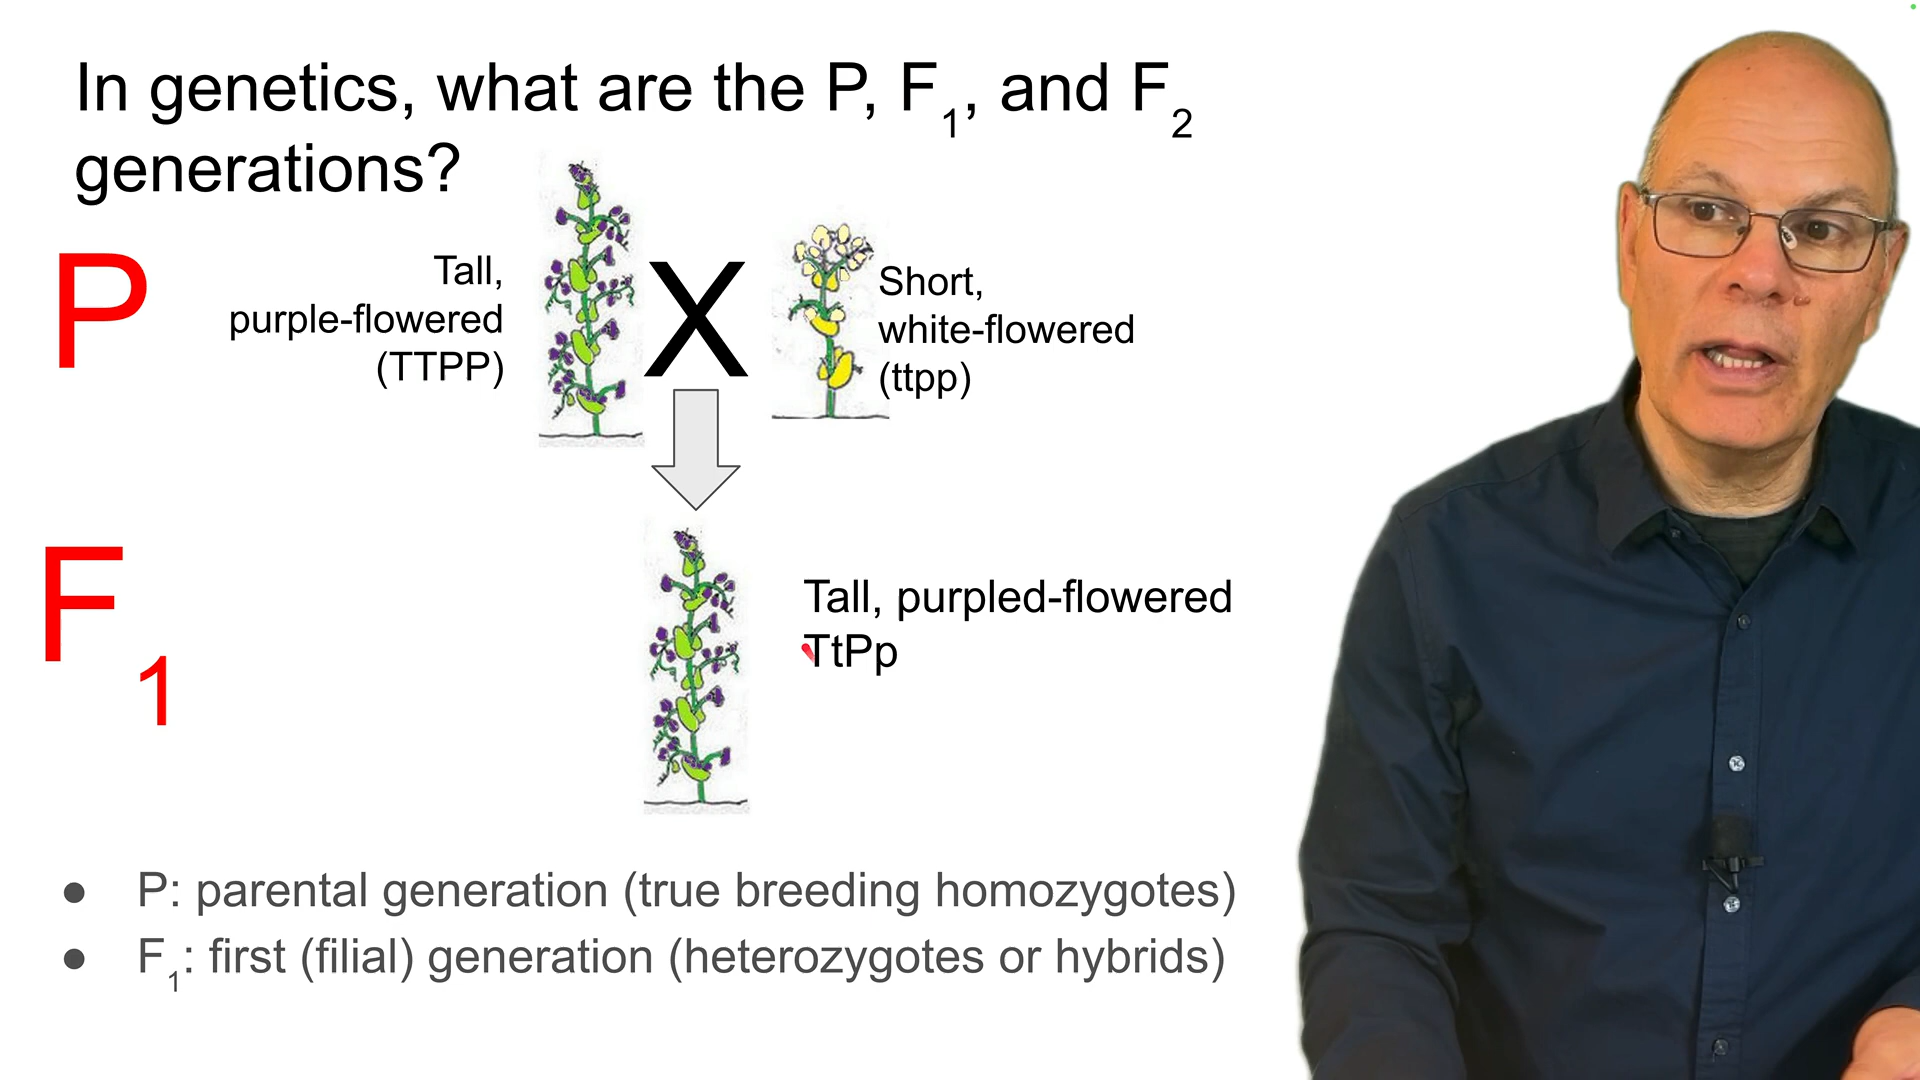 In genetics, what are the P, F₁, and F₂
generations?
P
Tall,
purple-flowered
(TTPP)
X
Short,
white-flowered
(ttpp)
F₁
Tall, purpled-flowered
TtPp
● P: parental generation (true breeding homozygotes)
● F₁: first (filial) generation (heterozygotes or hybrids)